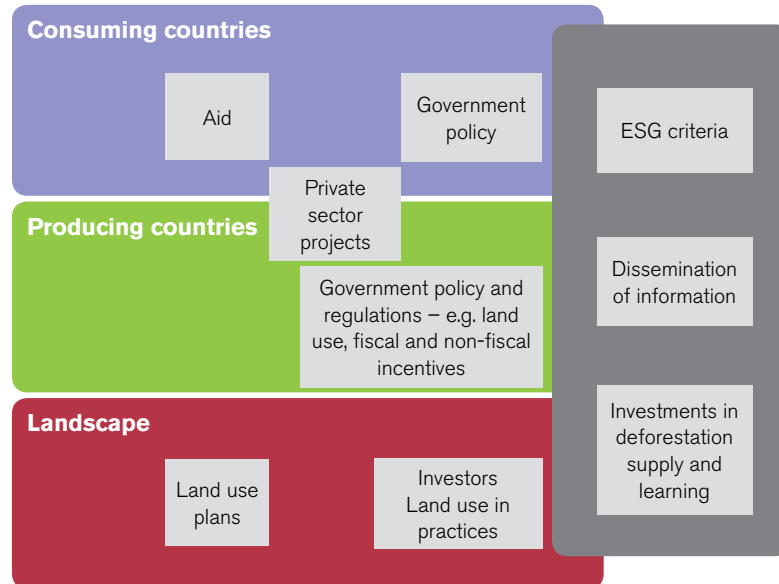 Consuming countries
Aid
Government
policy
ESG criteria
Private
sector
projects
Producing countries
Dissemination
of information
Government policy and
regulations – e.g. land
use, fiscal and non-fiscal
incentives
Landscape
Land use
plans
Investors
Land use in
practices
Investments in
deforestation
supply and
learning